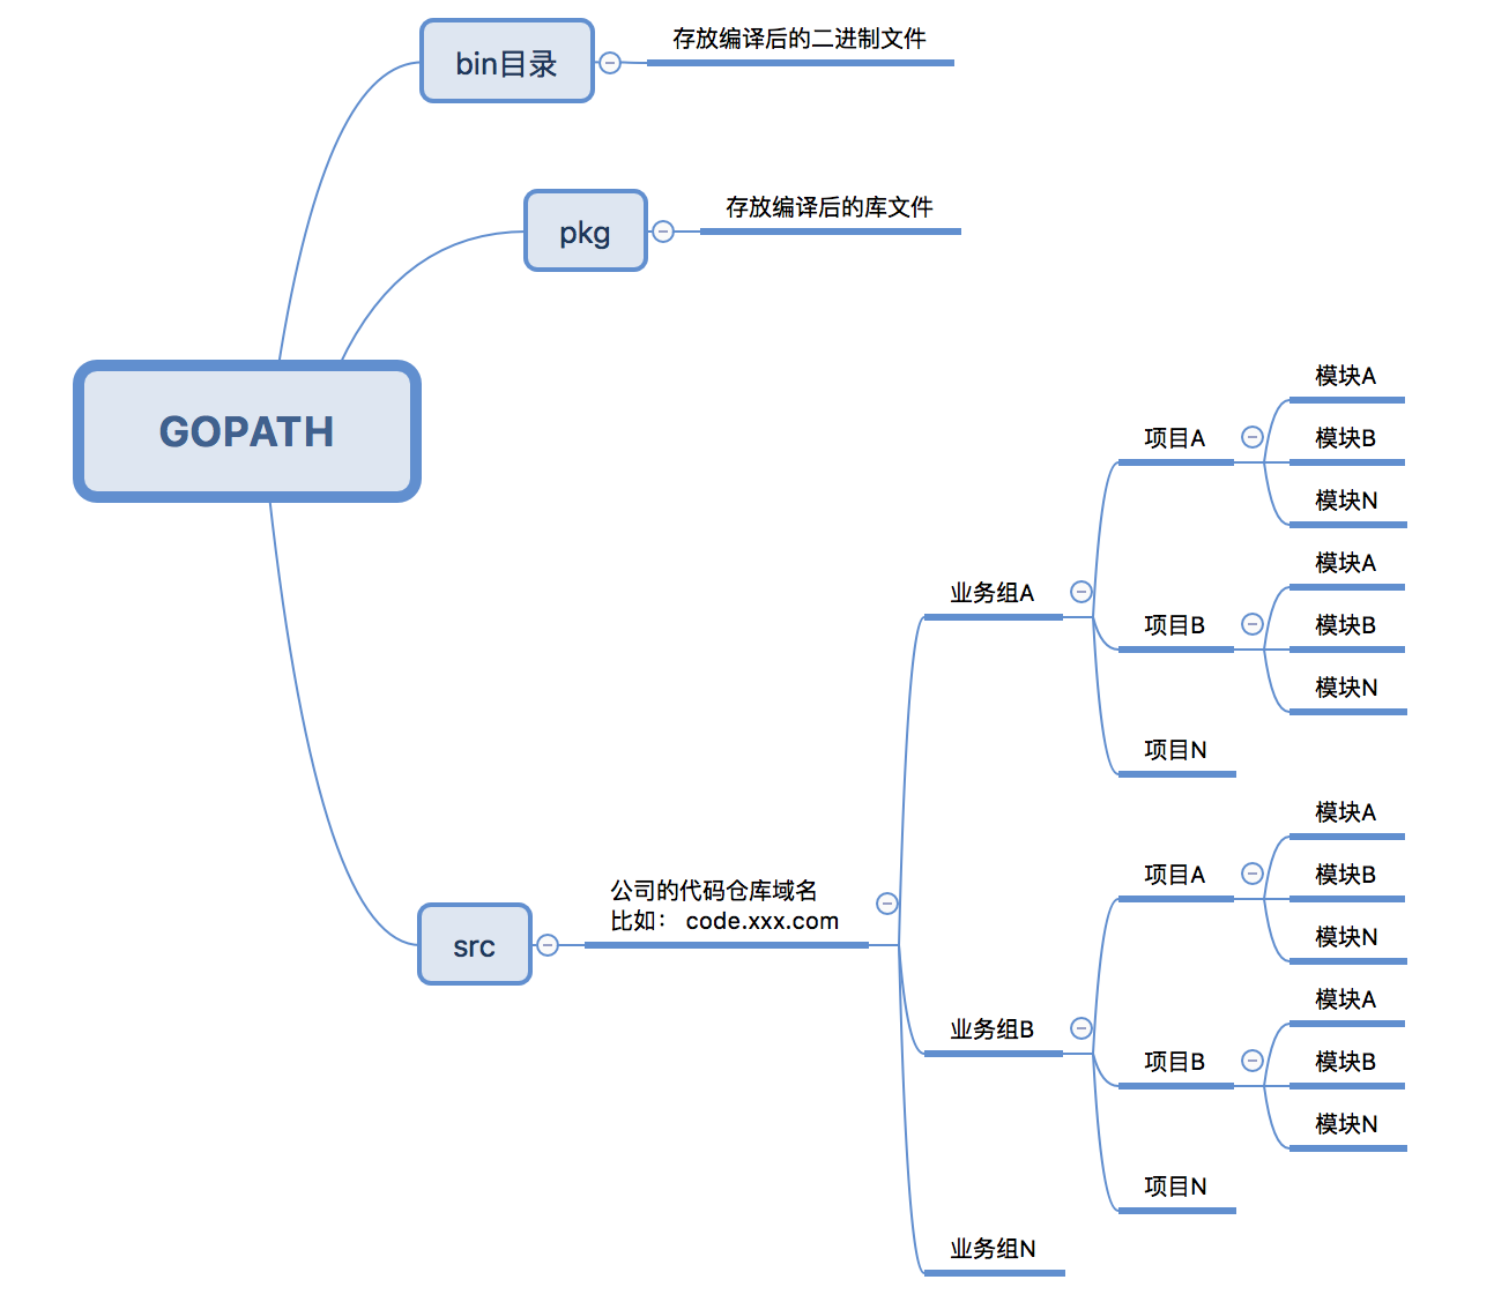 bin目录
存放编译后的二进制文件
pkg
存放编译后的库文件
GOPATH
src
公司的代码仓库域名
比如： code.xxx.com
业务组A
项目A
模块A
模块B
模块N
项目B
模块A
模块B
模块N
项目N
业务组B
项目A
模块A
模块B
模块N
项目B
模块A
模块B
模块N
项目N
业务组N